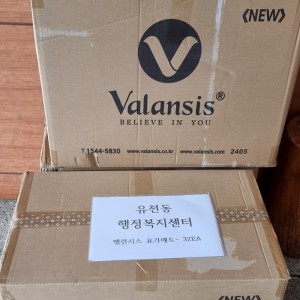 《NEW》
Valansis®
BELIEVE IN YOU
T.1544-5830 www.valansis.co.kr www.valansis.com 2405
유천동
행정복지센터
밸런시스 요가매트- 32EA
《NEW》